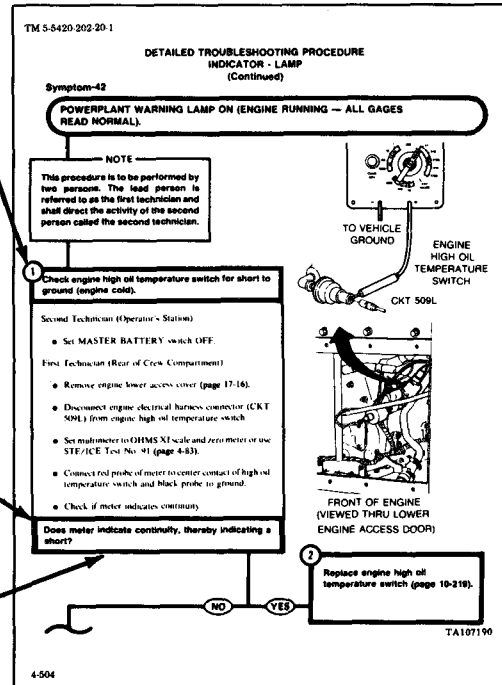 TM 5-5420-202-20-1
DETAILED TROUBLESHOOTING PROCEDURE
INDICATOR - LAMP
(Continued)
Symptom-42
POWERPLANT WARNING LAMP ON (ENGINE RUNNING — ALL GAGES
READ NORMAL).
NOTE
This procedure is to be performed by
two persons. The lead person is
referred to as the first technician and
shall direct the activity of the second
person called the second technician.
TO VEHICLE
GROUND
ENGINE
HIGH OIL
TEMPERATURE
SWITCH
CKT 509L
1
Check engine high oil temperature switch for short to
ground (engine cold).
Second Technician (Operator's Station)
● Set MASTER BATTERY switch OFF.
First Technician (Rear of Crew Compartment)
● Remove engine lower access cover (page 17-16).
● Disconnect engine electrical harness connector (CKT
509L) from engine high oil temperature switch
● Set multimeter to OHMS X1 scale and zero meter or use
STE/ICE Test No. 91 (page 4-83).
● Connect red probe of meter to center contact of high oil
temperature switch and black probe to ground.
● Check if meter indicates continuity
Does meter indicate continuity, thereby indicating a
short?
FRONT OF ENGINE
(VIEWED THRU LOWER
ENGINE ACCESS DOOR)
2
Replace engine high oil
temperature switch (page 10-219).
NO
YES
TA107190
4-504